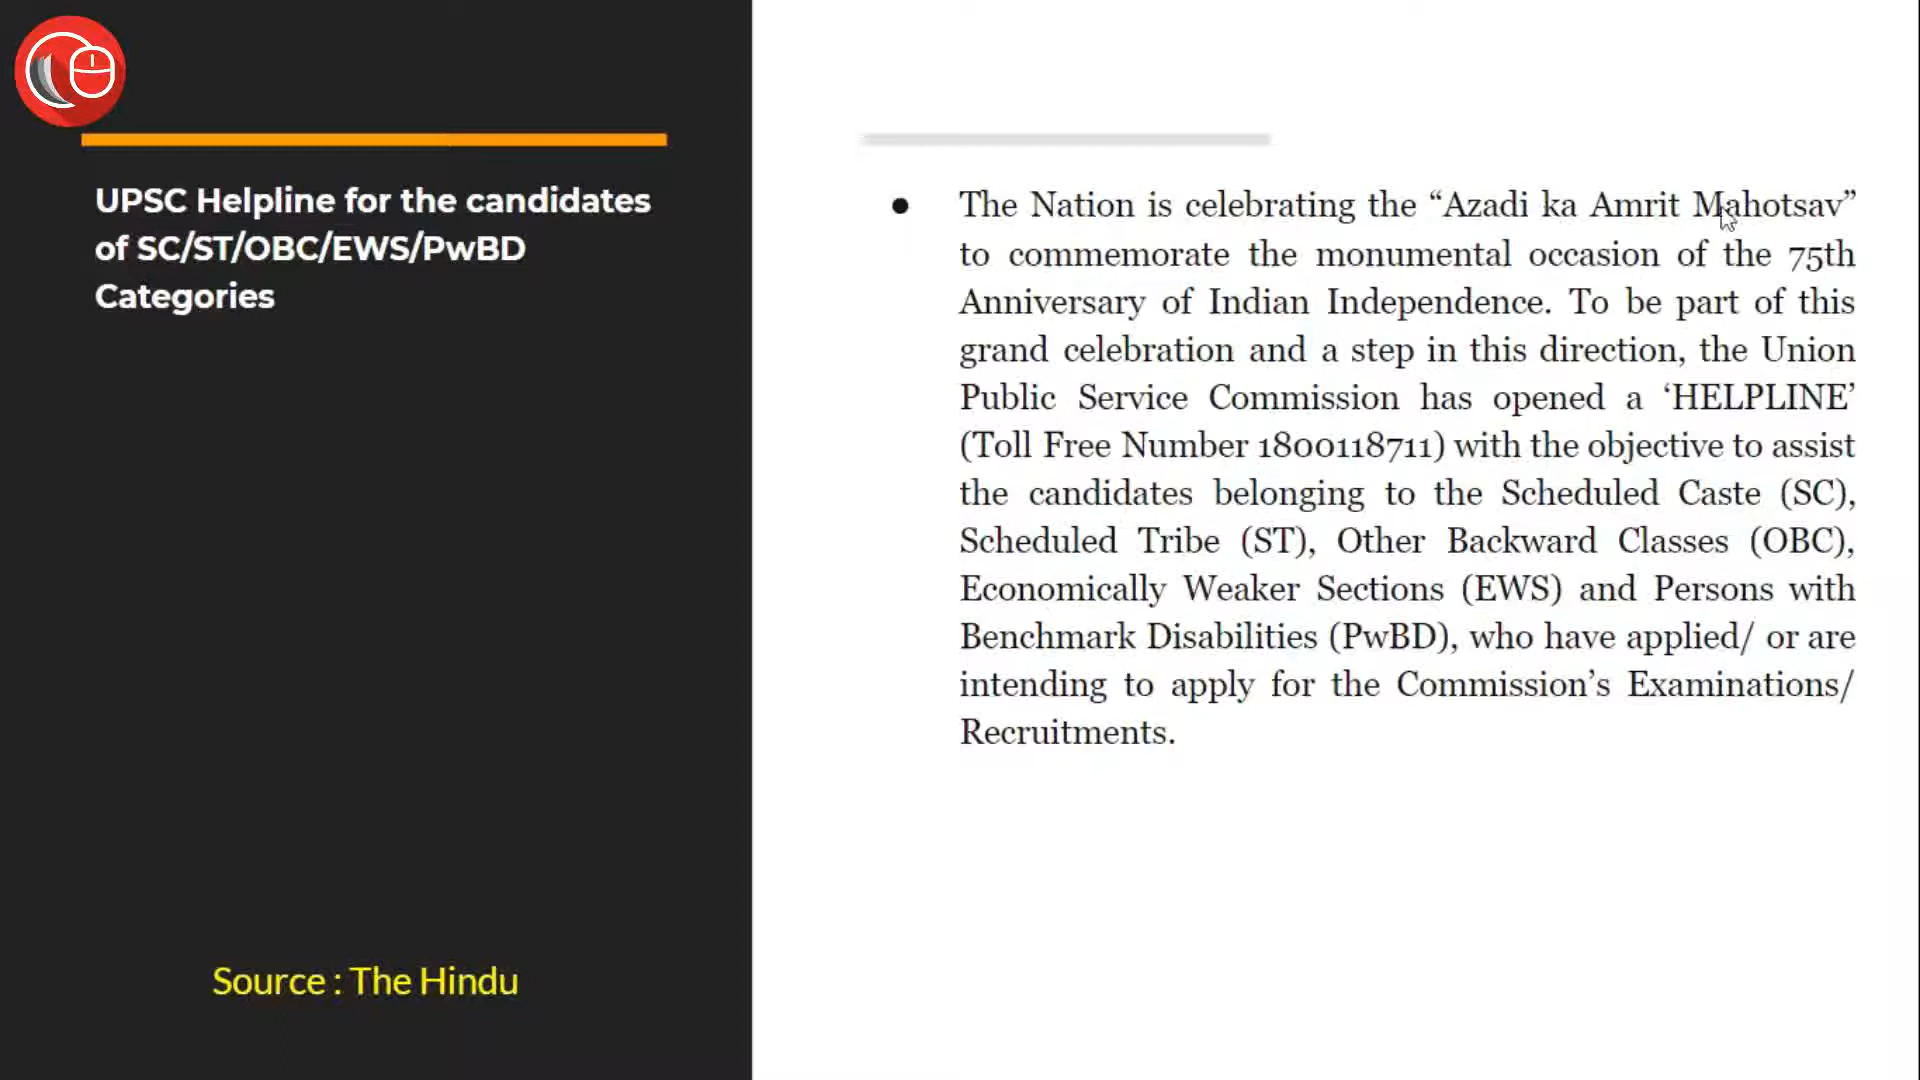 UPSC Helpline for the candidates
of SC/ST/OBC/EWS/PwBD
Categories
Source : The Hindu
● The Nation is celebrating the “Azadi ka Amrit Mahotsav”
to commemorate the monumental occasion of the 75th
Anniversary of Indian Independence. To be part of this
grand celebration and a step in this direction, the Union
Public Service Commission has opened a ‘HELPLINE’
(Toll Free Number 1800118711) with the objective to assist
the candidates belonging to the Scheduled Caste (SC),
Scheduled Tribe (ST), Other Backward Classes (OBC),
Economically Weaker Sections (EWS) and Persons with
Benchmark Disabilities (PwBD), who have applied/ or are
intending to apply for the Commission’s Examinations/
Recruitments.